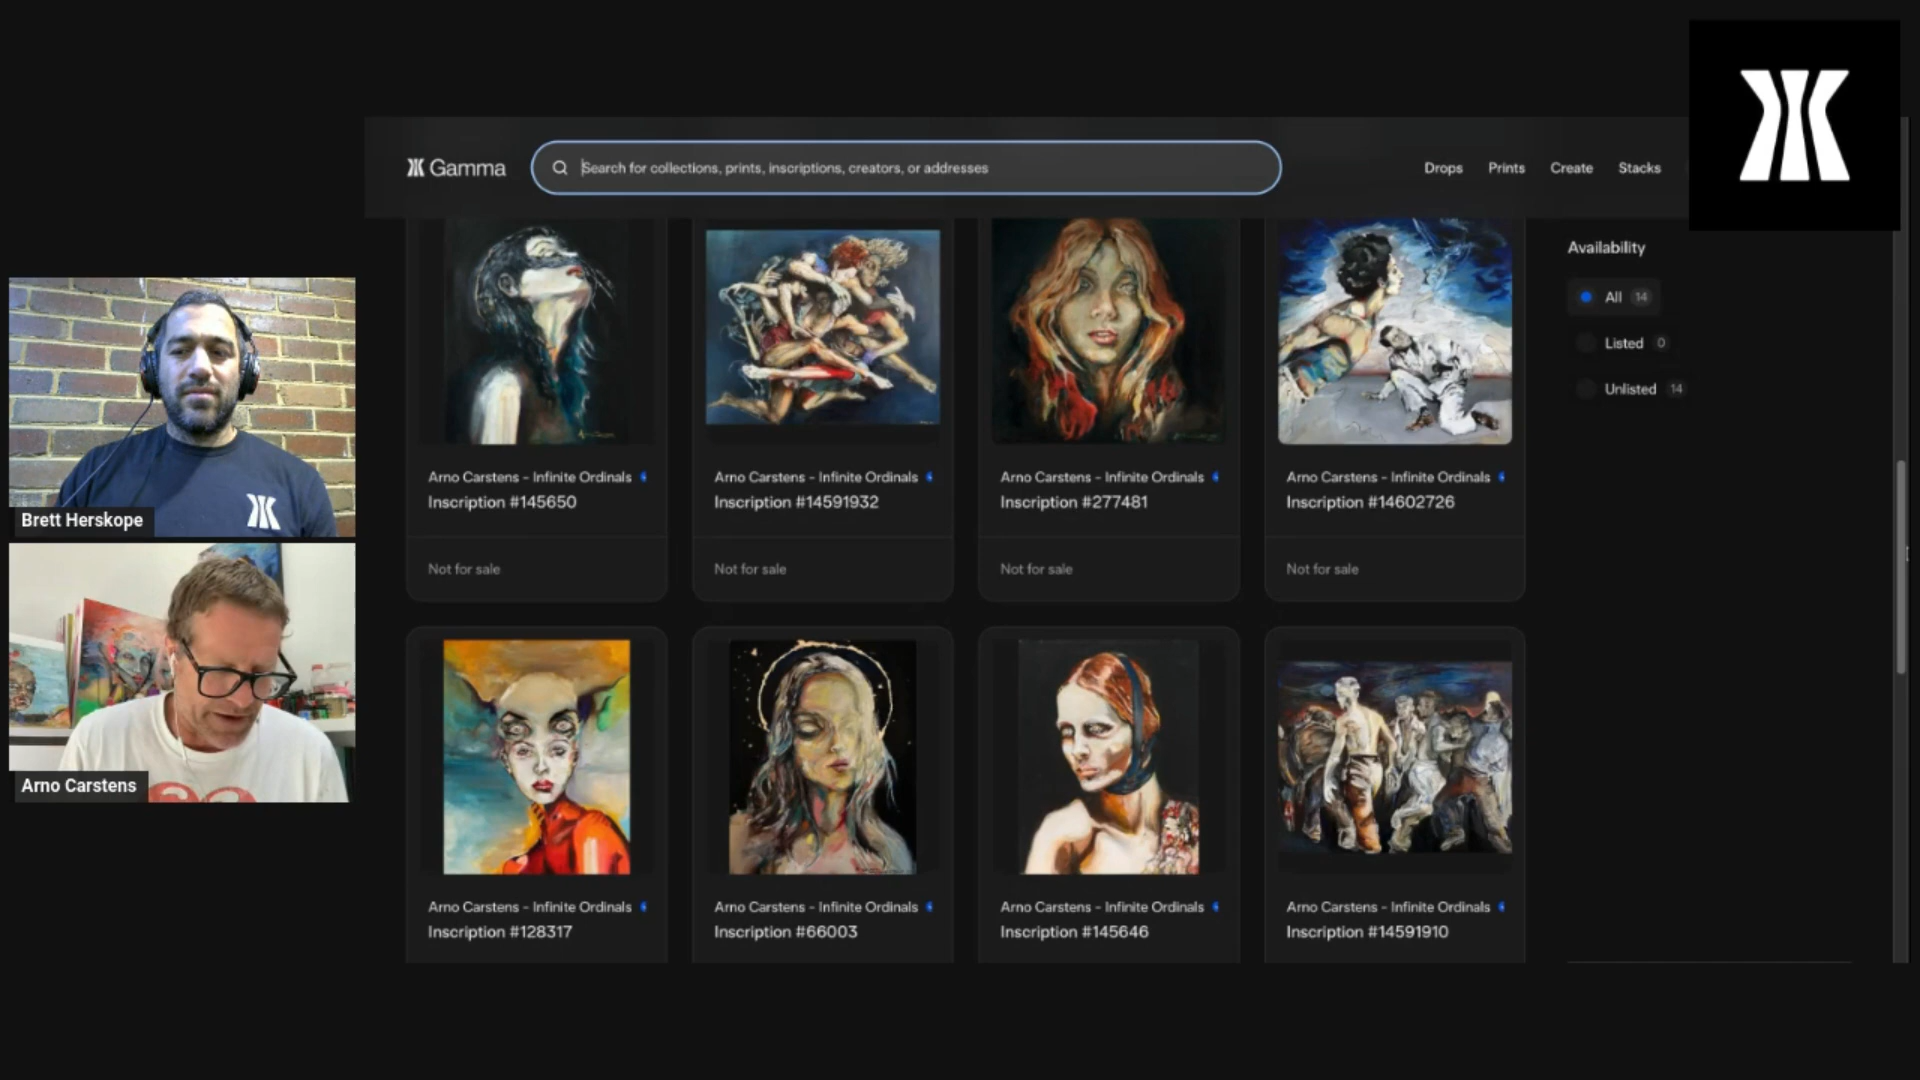 Gamma
Search for collections, prints, inscriptions, creators, or addresses
Drops
Prints
Create
Stacks
Availability
All 14
Listed 0
Unlisted 14
Arno Carstens - Infinite Ordinals
Inscription #145650
Not for sale
Arno Carstens - Infinite Ordinals
Inscription #14591932
Not for sale
Arno Carstens - Infinite Ordinals
Inscription #277481
Not for sale
Arno Carstens - Infinite Ordinals
Inscription #14602726
Not for sale
Arno Carstens - Infinite Ordinals
Inscription #128317
Arno Carstens - Infinite Ordinals
Inscription #66003
Arno Carstens - Infinite Ordinals
Inscription #145646
Arno Carstens - Infinite Ordinals
Inscription #14591910
Brett Herskope
Arno Carstens